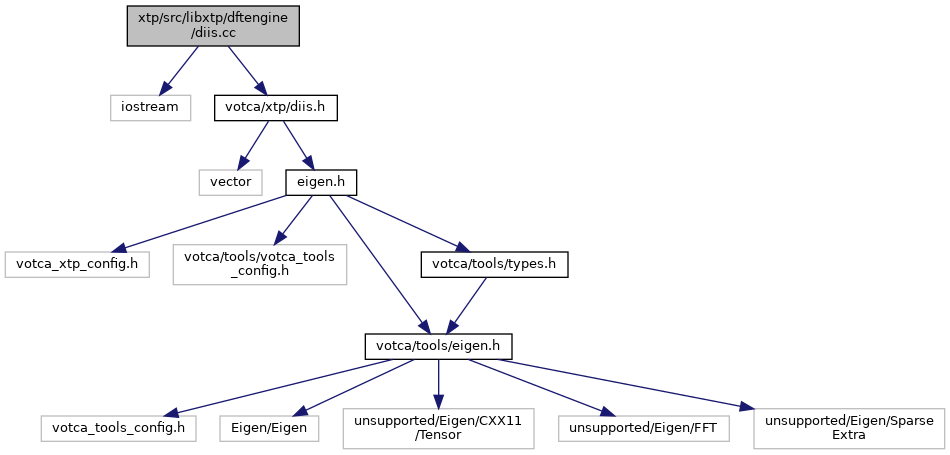 xtp/src/libxtp/dftengine
/diis.cc
iostream
votca/xtp/diis.h
vector
eigen.h
votca_xtp_config.h
votca/tools/votca_tools
_config.h
votca/tools/types.h
votca/tools/eigen.h
votca_tools_config.h
Eigen/Eigen
unsupported/Eigen/CXX11
/Tensor
unsupported/Eigen/FFT
unsupported/Eigen/Sparse
Extra